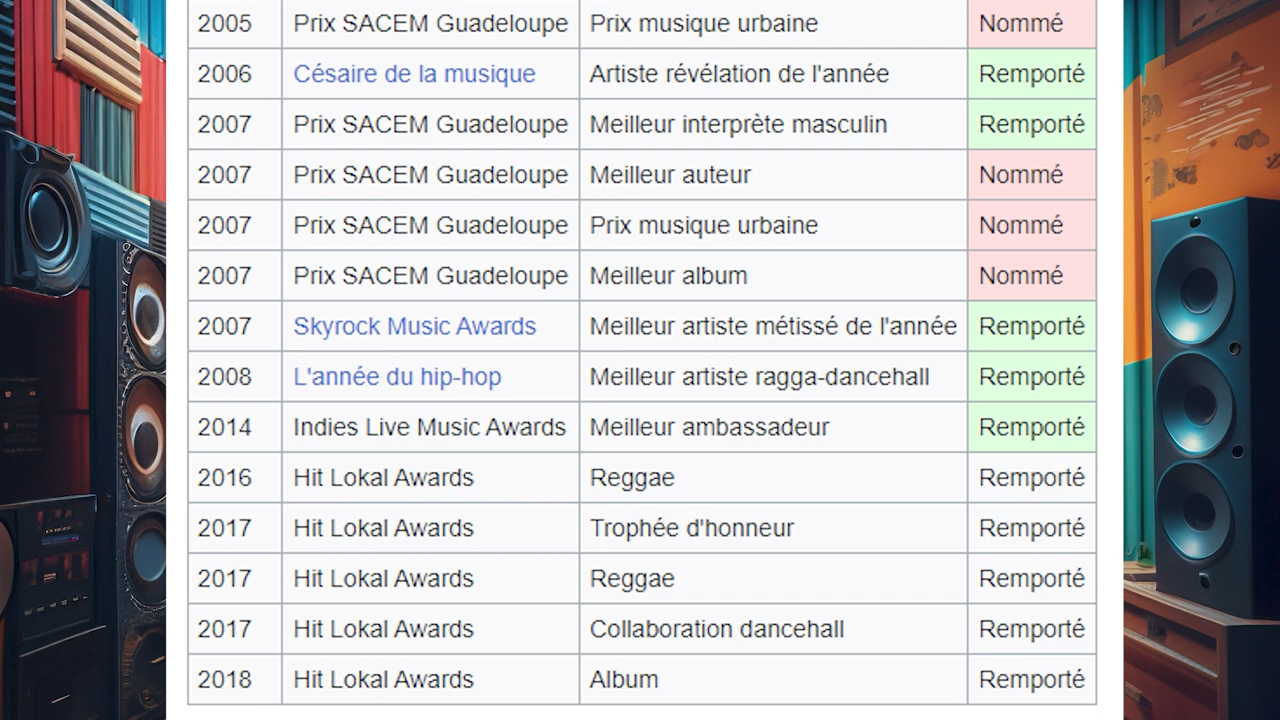 2005 Prix SACEM Guadeloupe Prix musique urbaine Nommé
2006 Césaire de la musique Artiste révélation de l'année Remporté
2007 Prix SACEM Guadeloupe Meilleur interprète masculin Remporté
2007 Prix SACEM Guadeloupe Meilleur auteur Nommé
2007 Prix SACEM Guadeloupe Prix musique urbaine Nommé
2007 Prix SACEM Guadeloupe Meilleur album Nommé
2007 Skyrock Music Awards Meilleur artiste métissé de l'année Remporté
2008 L'année du hip-hop Meilleur artiste ragga-dancehall Remporté
2014 Indies Live Music Awards Meilleur ambassadeur Remporté
2016 Hit Lokal Awards Reggae Remporté
2017 Hit Lokal Awards Trophée d'honneur Remporté
2017 Hit Lokal Awards Reggae Remporté
2017 Hit Lokal Awards Collaboration dancehall Remporté
2018 Hit Lokal Awards Album Remporté